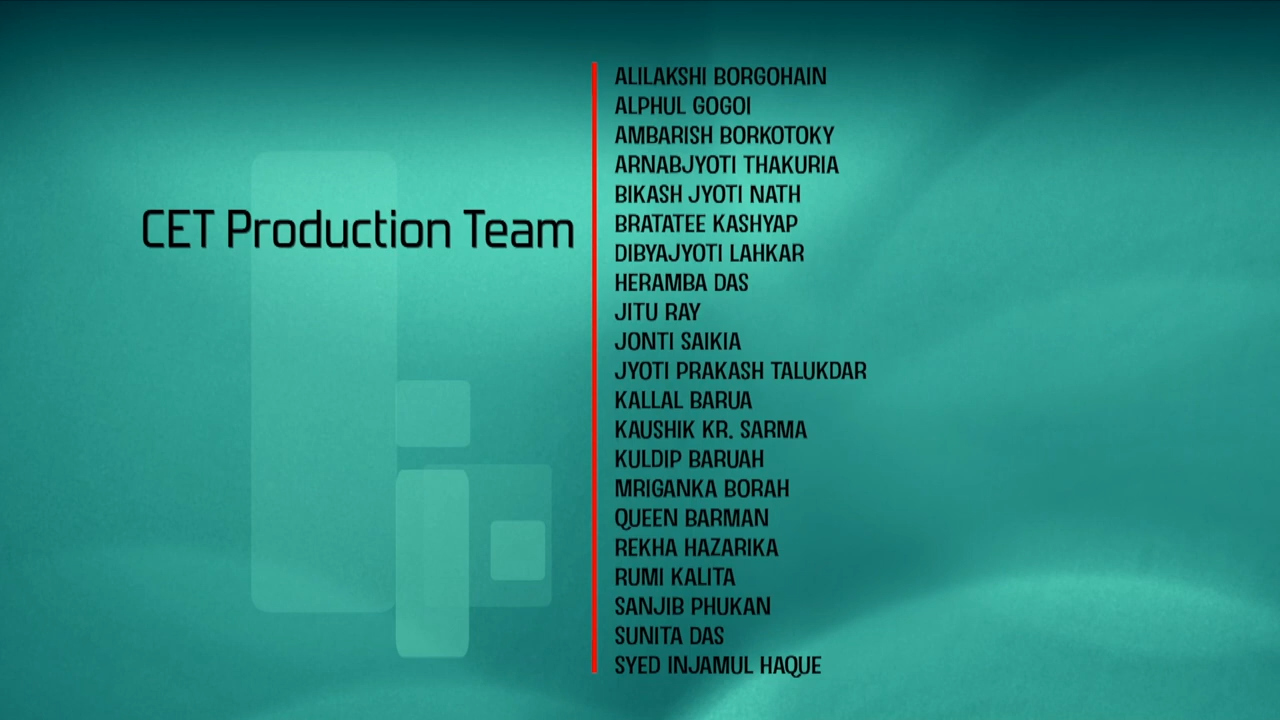 CET Production Team
ALILAKSHI BORGOHAIN
ALPHUL GOGOI
AMBARISH BORKOTOKY
ARNABJYOTI THAKURIA
BIKASH JYOTI NATH
BRATATEE KASHYAP
DIBYAJYOTI LAHKAR
HERAMBA DAS
JITU RAY
JONTI SAIKIA
JYOTI PRAKASH TALUKDAR
KALLAL BARUA
KAUSHIK KR. SARMA
KULDIP BARUAH
MRIGANKA BORAH
QUEEN BARMAN
REKHA HAZARIKA
RUMI KALITA
SANJIB PHUKAN
SUNITA DAS
SYED INJAMUL HAQUE